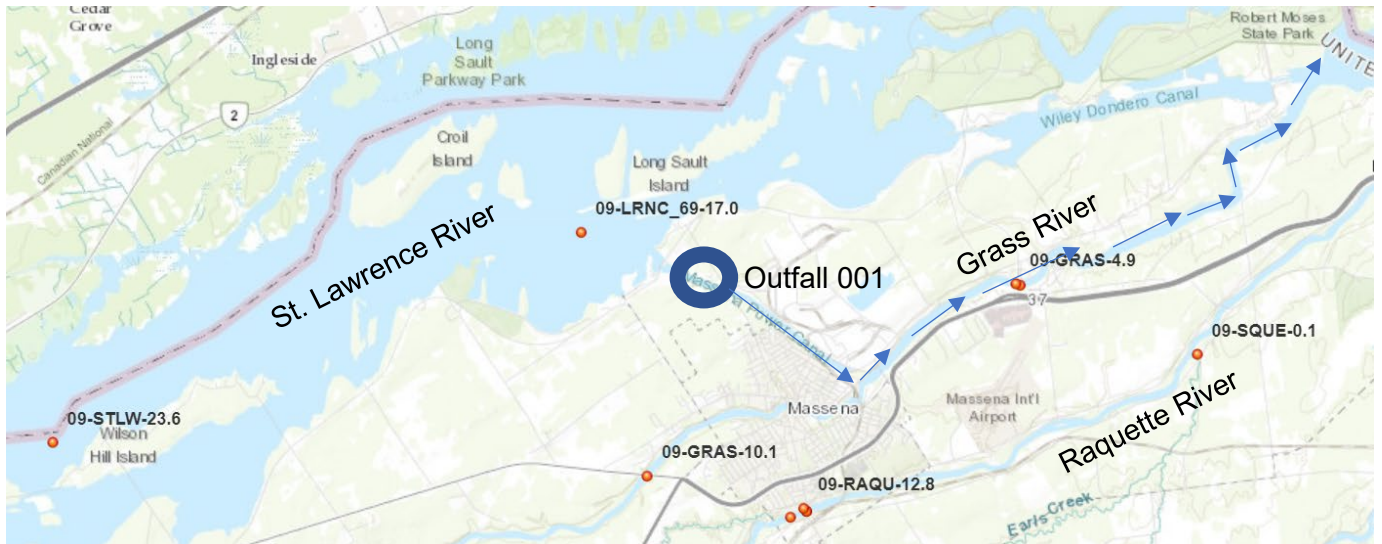 Cedar
Grove
Ingleside
Long
Sault
Parkway Park
Robert Moses
State Park
UNITE
2
Canadian National
Wiley Dondero Canal
Croil
Island
Long Sault
Island
09-LRNC_69-17.0
St. Lawrence River
Grass River
Outfall 001
Massena Power Canal
09-GRAS-4.9
37
09-SQUE-0.1
Massena
Massena Int'l
Airport
Raquette River
09-STLW-23.6
Wilson
Hill Island
09-GRAS-10.1
09-RAQU-12.8
Earls Creek